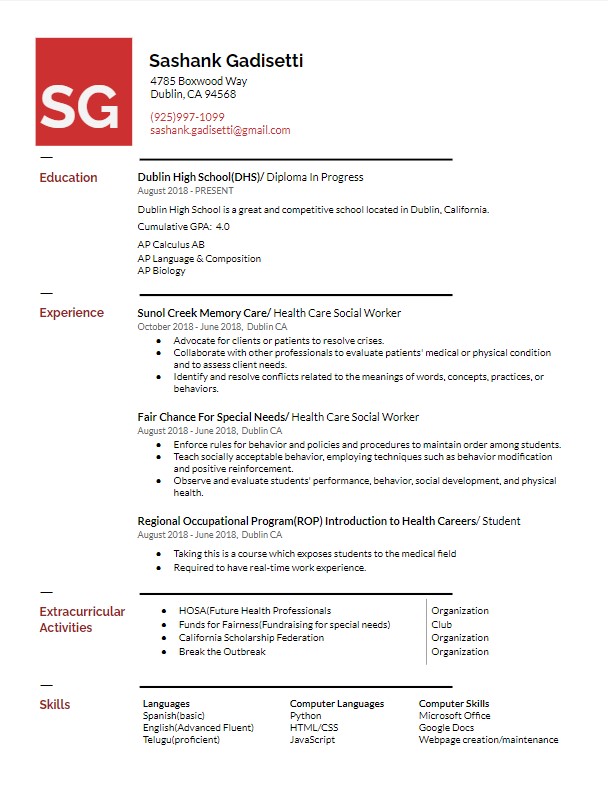 SG
Sashank Gadisetti
4785 Boxwood Way
Dublin, CA 94568
(925)997-1099
sashank.gadisetti@gmail.com
Education
Dublin High School(DHS)/ Diploma In Progress
August 2018 - PRESENT
Dublin High School is a great and competitive school located in Dublin, California.
Cumulative GPA: 4.0
AP Calculus AB
AP Language & Composition
AP Biology
Experience
Sunol Creek Memory Care/ Health Care Social Worker
October 2018 - June 2018, Dublin CA
● Advocate for clients or patients to resolve crises.
● Collaborate with other professionals to evaluate patients' medical or physical condition
and to assess client needs.
● Identify and resolve conflicts related to the meanings of words, concepts, practices, or
behaviors.
Fair Chance For Special Needs/ Health Care Social Worker
August 2018 - June 2018, Dublin CA
● Enforce rules for behavior and policies and procedures to maintain order among students.
● Teach socially acceptable behavior, employing techniques such as behavior modification
and positive reinforcement.
● Observe and evaluate students' performance, behavior, social development, and physical
health.
Regional Occupational Program(ROP) Introduction to Health Careers/ Student
August 2018 - June 2018, Dublin CA
● Taking this is a course which exposes students to the medical field
● Required to have real-time work experience.
Extracurricular
Activities
● HOSA(Future Health Professionals Organization
● Funds for Fairness(Fundraising for special needs) Club
● California Scholarship Federation Organization
● Break the Outbreak Organization
Skills
Languages Computer Languages Computer Skills
Spanish(basic) Python Microsoft Office
English(Advanced Fluent) HTML/CSS Google Docs
Telugu(proficient) JavaScript Webpage creation/maintenance